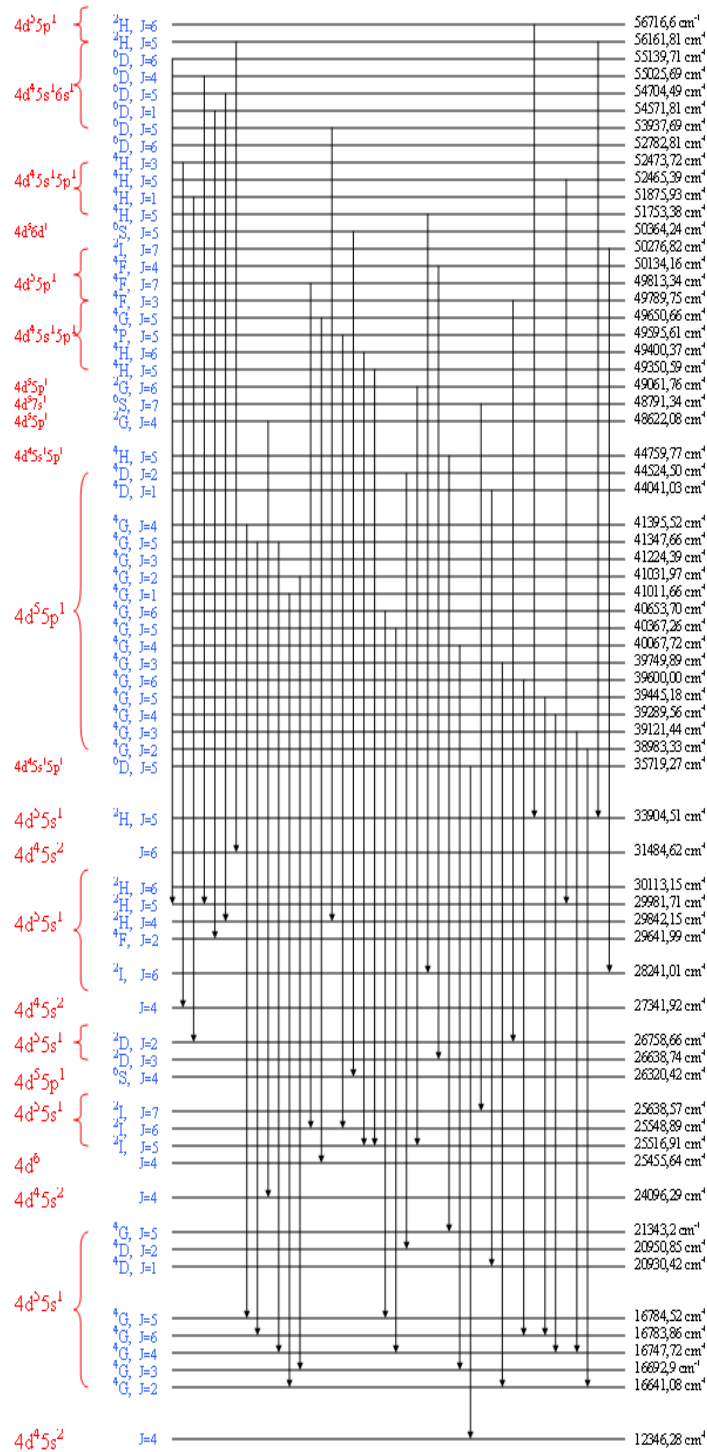 4d⁵5p¹
²H, J=6 56716,6 cm⁻¹
²H, J=5 56161,81 cm⁻¹
⁶D, J=6 55139,71 cm⁻¹
⁶D, J=4 55025,69 cm⁻¹
4d⁴5s¹6s¹
⁶D, J=5 54704,49 cm⁻¹
⁶D, J=1 54571,81 cm⁻¹
⁶D, J=5 53937,69 cm⁻¹
⁶D, J=6 52782,81 cm⁻¹
⁴H, J=3 52473,72 cm⁻¹
4d⁴5s¹5p¹
⁴H, J=5 52465,39 cm⁻¹
⁴H, J=1 51875,93 cm⁻¹
⁴H, J=5 51753,38 cm⁻¹
4d⁵6d¹ ⁶S, J=5 50364,24 cm⁻¹
²I, J=7 50276,82 cm⁻¹
⁴F, J=4 50134,16 cm⁻¹
4d⁵5p¹ ⁴F, J=7 49813,34 cm⁻¹
⁴F, J=3 49789,75 cm⁻¹
⁴G, J=5 49650,66 cm⁻¹
4d⁴5s¹5p¹ ⁴P, J=5 49595,61 cm⁻¹
⁴H, J=6 49400,37 cm⁻¹
⁴H, J=5 49350,59 cm⁻¹
4d⁵5p¹ ²G, J=6 49061,76 cm⁻¹
4d⁵7s¹ ⁶S, J=7 48791,34 cm⁻¹
4d⁵5p¹ ²G, J=4 48622,08 cm⁻¹
4d⁴5s¹5p¹ ⁴H, J=5 44759,77 cm⁻¹
⁴D, J=2 44524,50 cm⁻¹
⁴D, J=1 44041,03 cm⁻¹
⁴G, J=4 41395,52 cm⁻¹
⁴G, J=5 41347,66 cm⁻¹
⁴G, J=3 41224,39 cm⁻¹
⁴G, J=2 41031,97 cm⁻¹
⁴G, J=1 41011,66 cm⁻¹
4d⁵5p¹ ⁴G, J=6 40653,70 cm⁻¹
⁴G, J=5 40367,26 cm⁻¹
⁴G, J=4 40067,72 cm⁻¹
⁴G, J=3 39749,89 cm⁻¹
⁴G, J=6 39600,00 cm⁻¹
⁴G, J=5 39445,18 cm⁻¹
⁴G, J=4 39289,56 cm⁻¹
⁴G, J=3 39121,44 cm⁻¹
⁴G, J=2 38983,33 cm⁻¹
4d⁴5s¹5p¹ ⁶D, J=5 35719,27 cm⁻¹
4d⁵5s¹ ²H, J=5 33904,51 cm⁻¹
4d⁴5s² J=6 31484,62 cm⁻¹
²H, J=6 30113,15 cm⁻¹
²H, J=5 29981,71 cm⁻¹
4d⁵5s¹ ²H, J=4 29842,15 cm⁻¹
⁴F, J=2 29641,99 cm⁻¹
²I, J=6 28241,01 cm⁻¹
4d⁴5s² J=4 27341,92 cm⁻¹
4d⁵5s¹ ²D, J=2 26758,66 cm⁻¹
²D, J=3 26638,74 cm⁻¹
4d⁵5p¹ ⁶S, J=4 26320,42 cm⁻¹
4d⁵5s¹ ²I, J=7 25638,57 cm⁻¹
²I, J=6 25548,89 cm⁻¹
²I, J=5 25516,91 cm⁻¹
4d⁶ J=4 25455,64 cm⁻¹
4d⁴5s² J=4 24096,29 cm⁻¹
⁴G, J=5 21343,2 cm⁻¹
⁴D, J=2 20950,85 cm⁻¹
⁴D, J=1 20930,42 cm⁻¹
4d⁵5s¹
⁴G, J=5 16784,52 cm⁻¹
⁴G, J=6 16783,86 cm⁻¹
⁴G, J=4 16747,72 cm⁻¹
⁴G, J=3 16692,9 cm⁻¹
⁴G, J=2 16641,08 cm⁻¹
4d⁴5s² J=4 12346,28 cm⁻¹